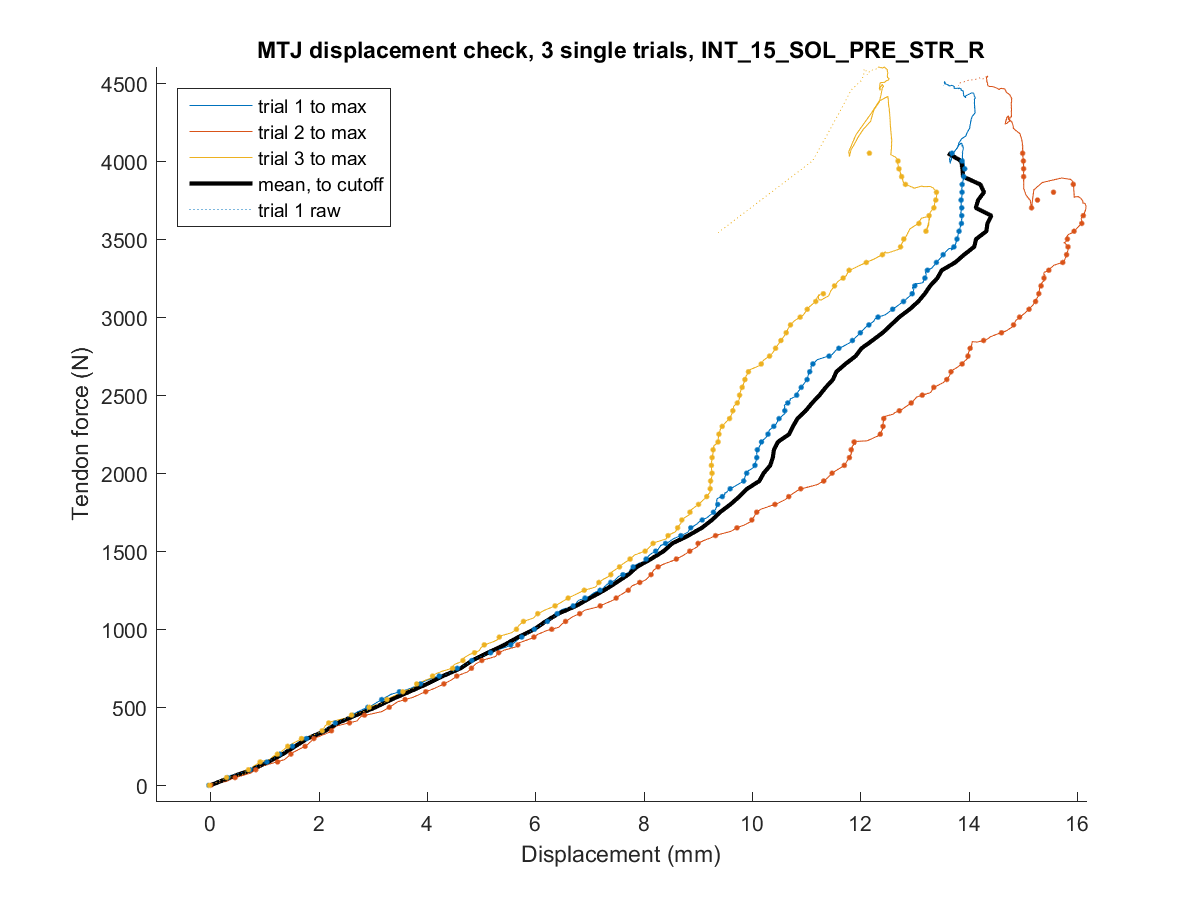 MTJ displacement check, 3 single trials, INT_15_SOL_PRE_STR_R
4500
4000
3500
3000
2500
2000
1500
1000
500
0
Tendon force (N)
trial 1 to max
trial 2 to max
trial 3 to max
mean, to cutoff
trial 1 raw
0 2 4 6 8 10 12 14 16
Displacement (mm)